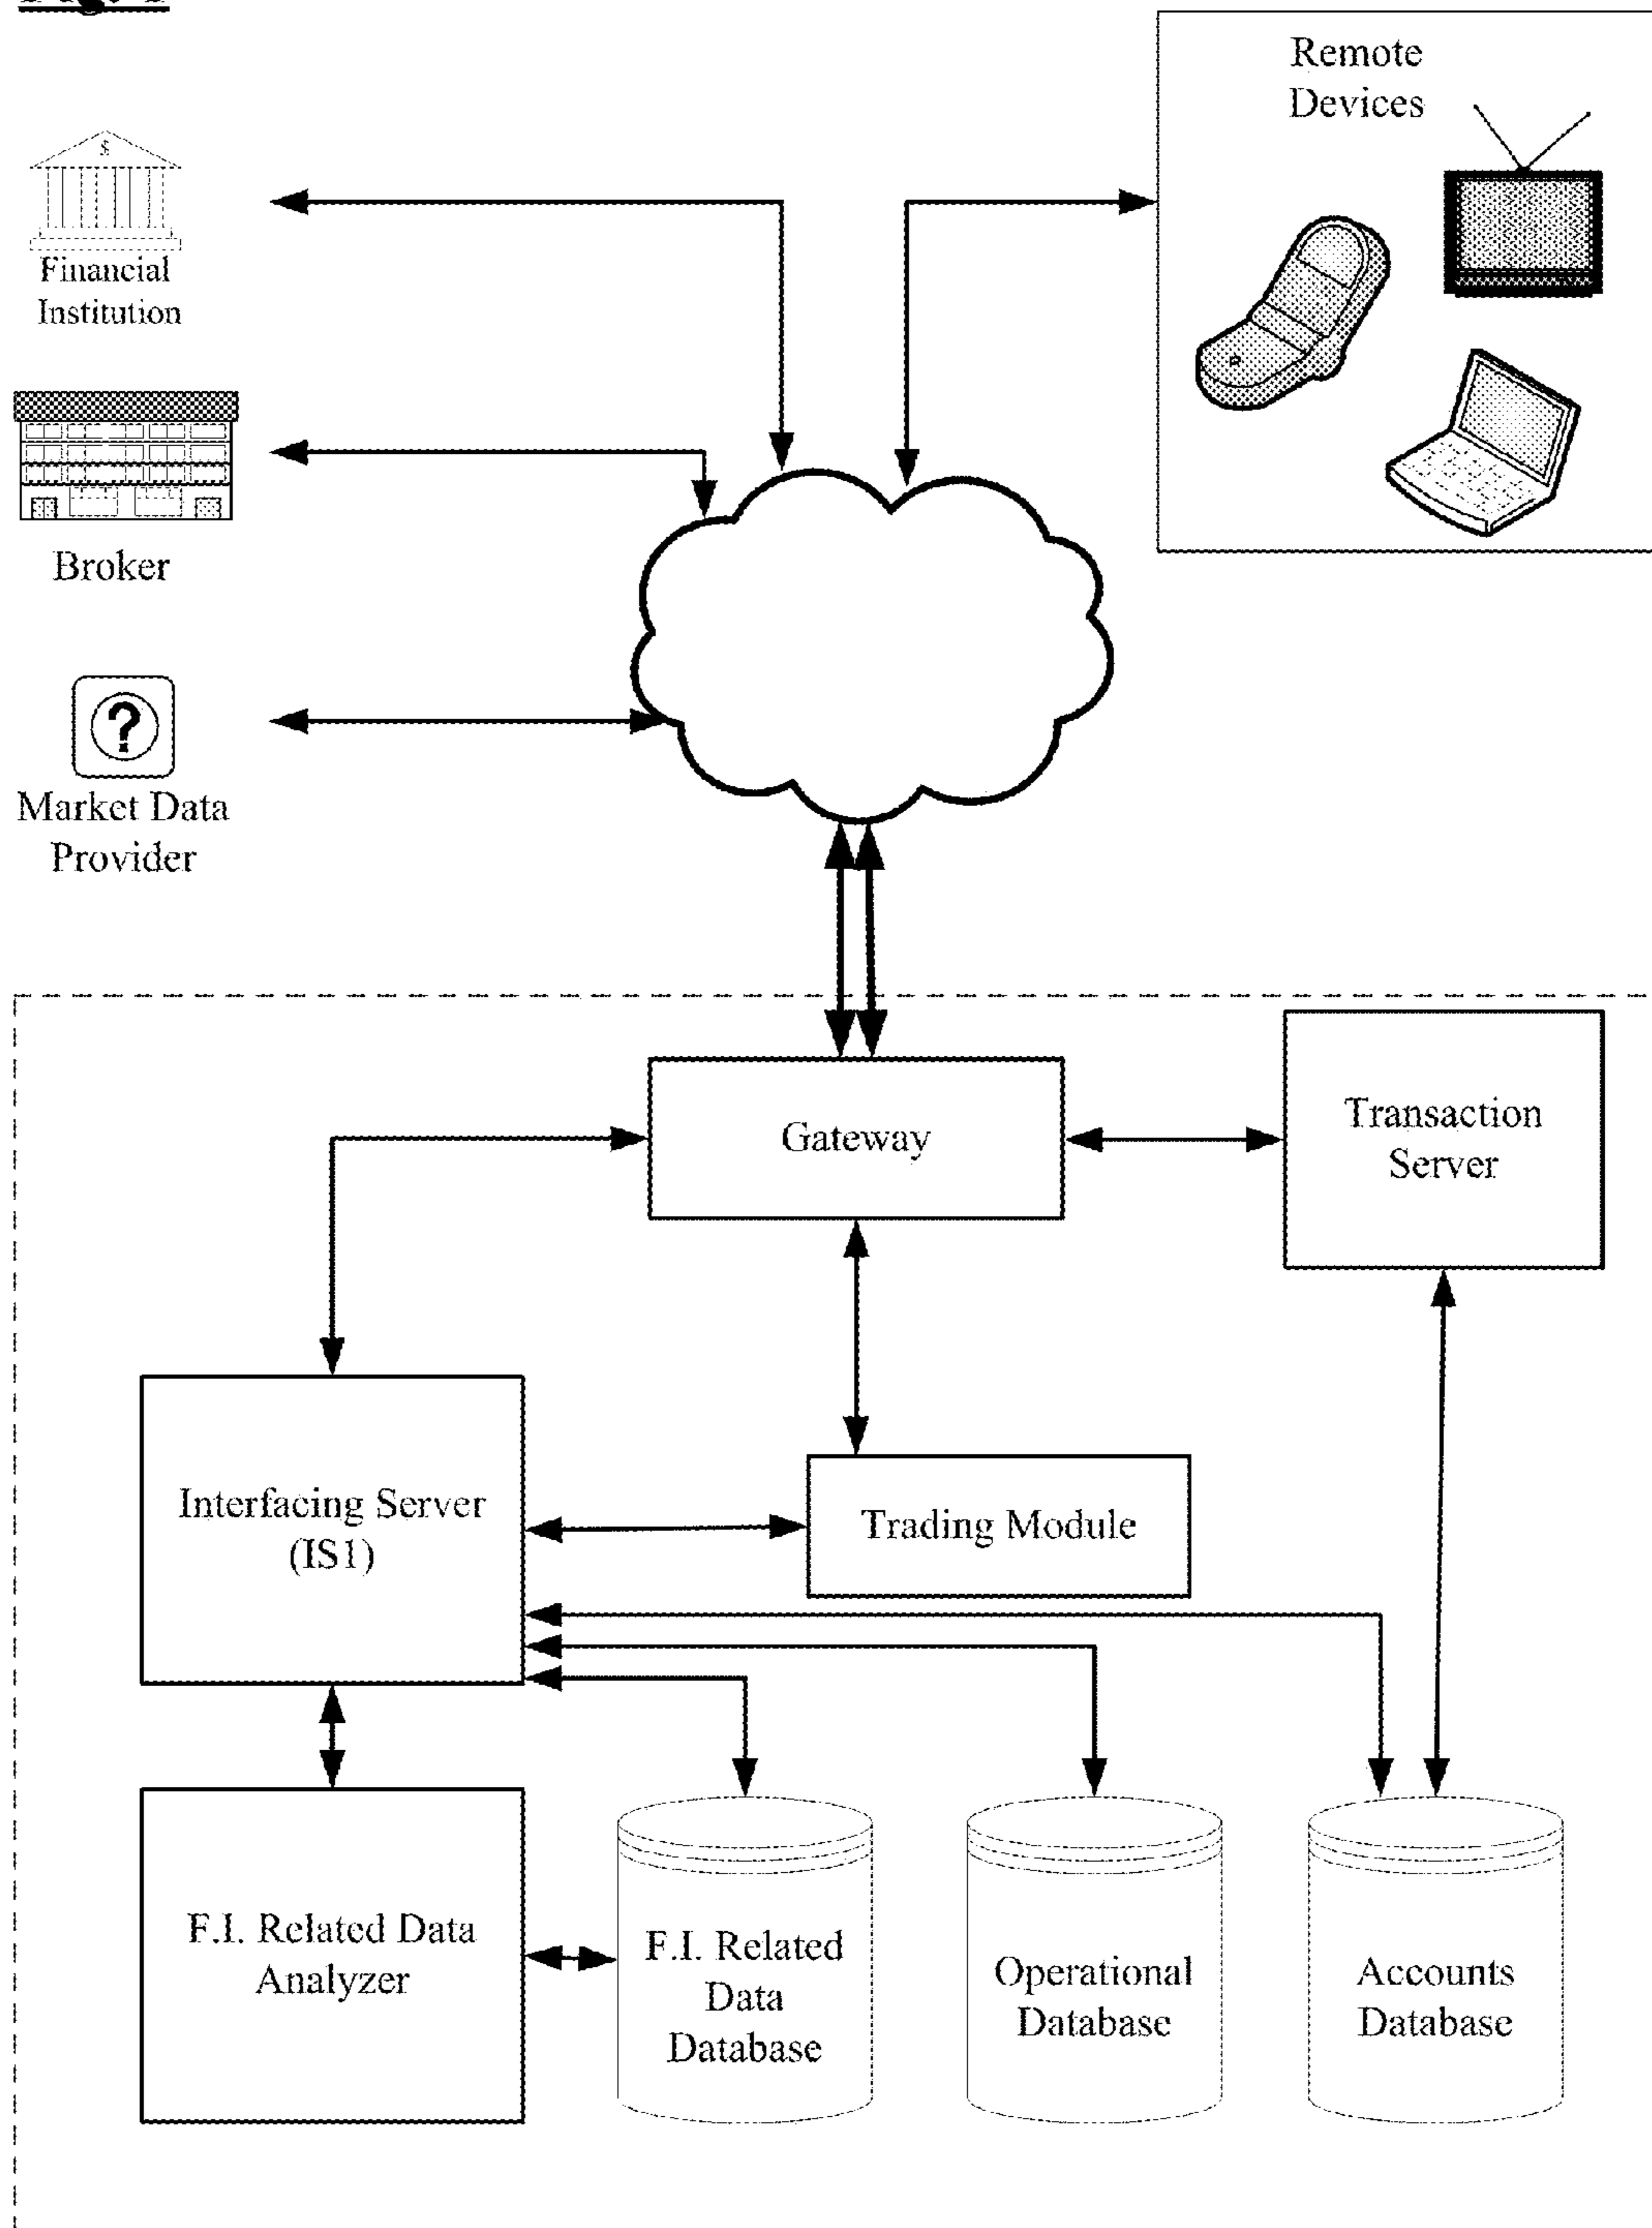 Remote
Devices
$
Financial
Institution
Broker
?
Market Data
Provider
Gateway
Transaction
Server
Interfacing Server
(IS1)
Trading Module
F.I. Related Data
Analyzer
F.I. Related
Data
Database
Operational
Database
Accounts
Database